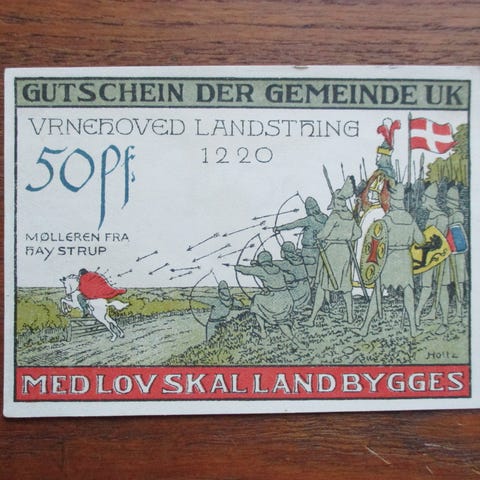 GUTSCHEIN DER GEMEINDE UK
VRNEHOVED LANDSTHING
1220
50 Pf.
MØLLEREN FRA
HAYSTRUP
Holtz
MED LOV SKAL LAND BYGGES